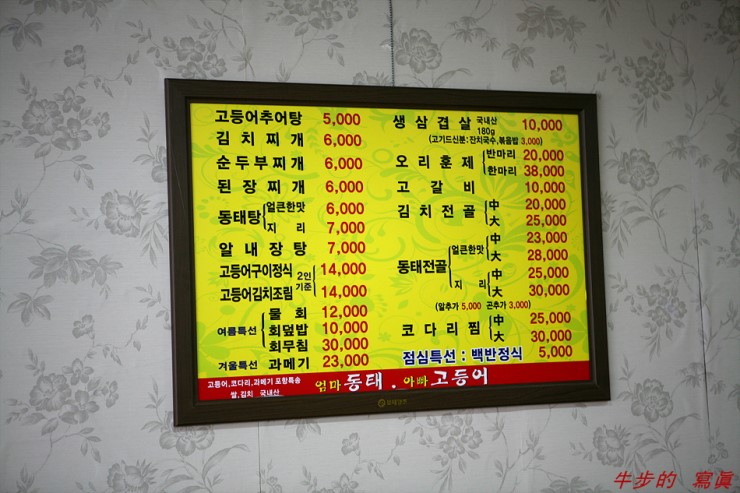 고등어추어탕 5,000
김치찌개 6,000
순두부찌개 6,000
된장찌개 6,000
동태탕 얼큰한맛 6,000
지리 7,000
알내장탕 7,000
고등어구이정식 2인 기준 14,000
고등어김치조림 14,000
여름특선 물회 12,000
회덮밥 10,000
회무침 30,000
겨울특선 과메기 23,000
생삼겹살 국내산 180g 10,000
(고기드신분:잔치국수,볶음밥 3,000)
오리훈제 반마리 20,000
한마리 38,000
고갈비 10,000
김치전골 中 20,000
大 25,000
동태전골 얼큰한맛 中 23,000
大 28,000
지리 中 25,000
大 30,000
(알추가 5,000 곤추가 3,000)
코다리찜 中 25,000
大 30,000
점심특선 : 백반정식 5,000
고등어,코다리,과메기 포항특송
쌀,김치 국내산
엄마동태.아빠고등어
牛步的 寫眞